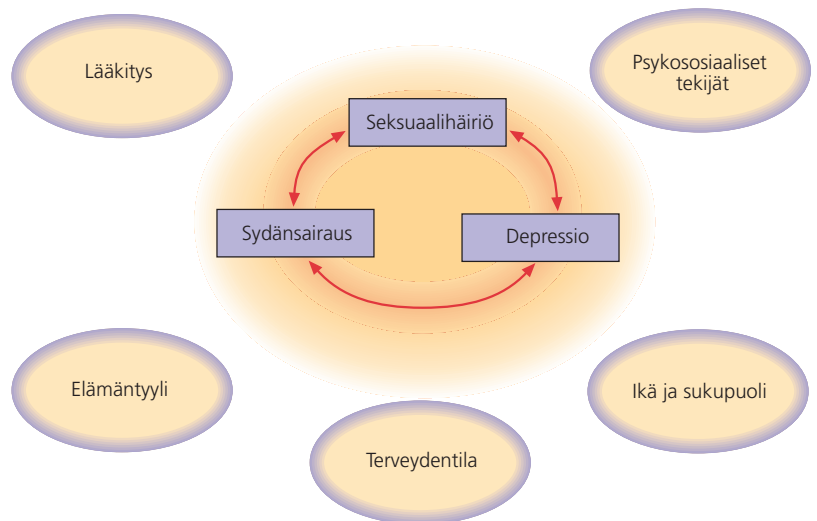 Lääkitys
Psykososiaaliset
tekijät
Seksuaalihäiriö
Sydänsairaus
Depressio
Elämäntyyli
Ikä ja sukupuoli
Terveydentila